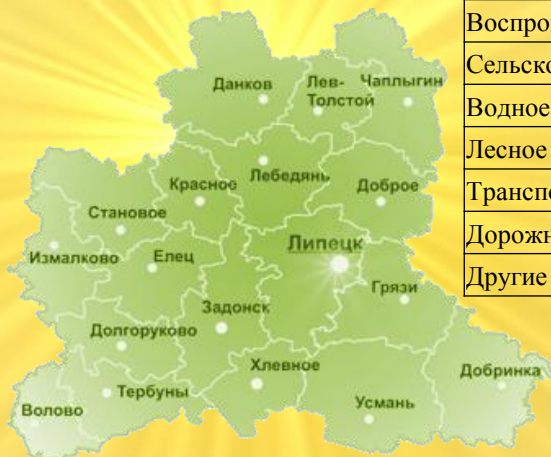 Воспро
Сельско
Водное
Лесное
Транспо
Дорожн
Другие
Данков
Лев-
Толстой
Чаплыгин
Красное
Лебедянь
Доброе
Становое
Измалково
Елец
Липецк
Грязи
Задонск
Долгоруково
Хлевное
Добринка
Тербуны
Волово
Усмань